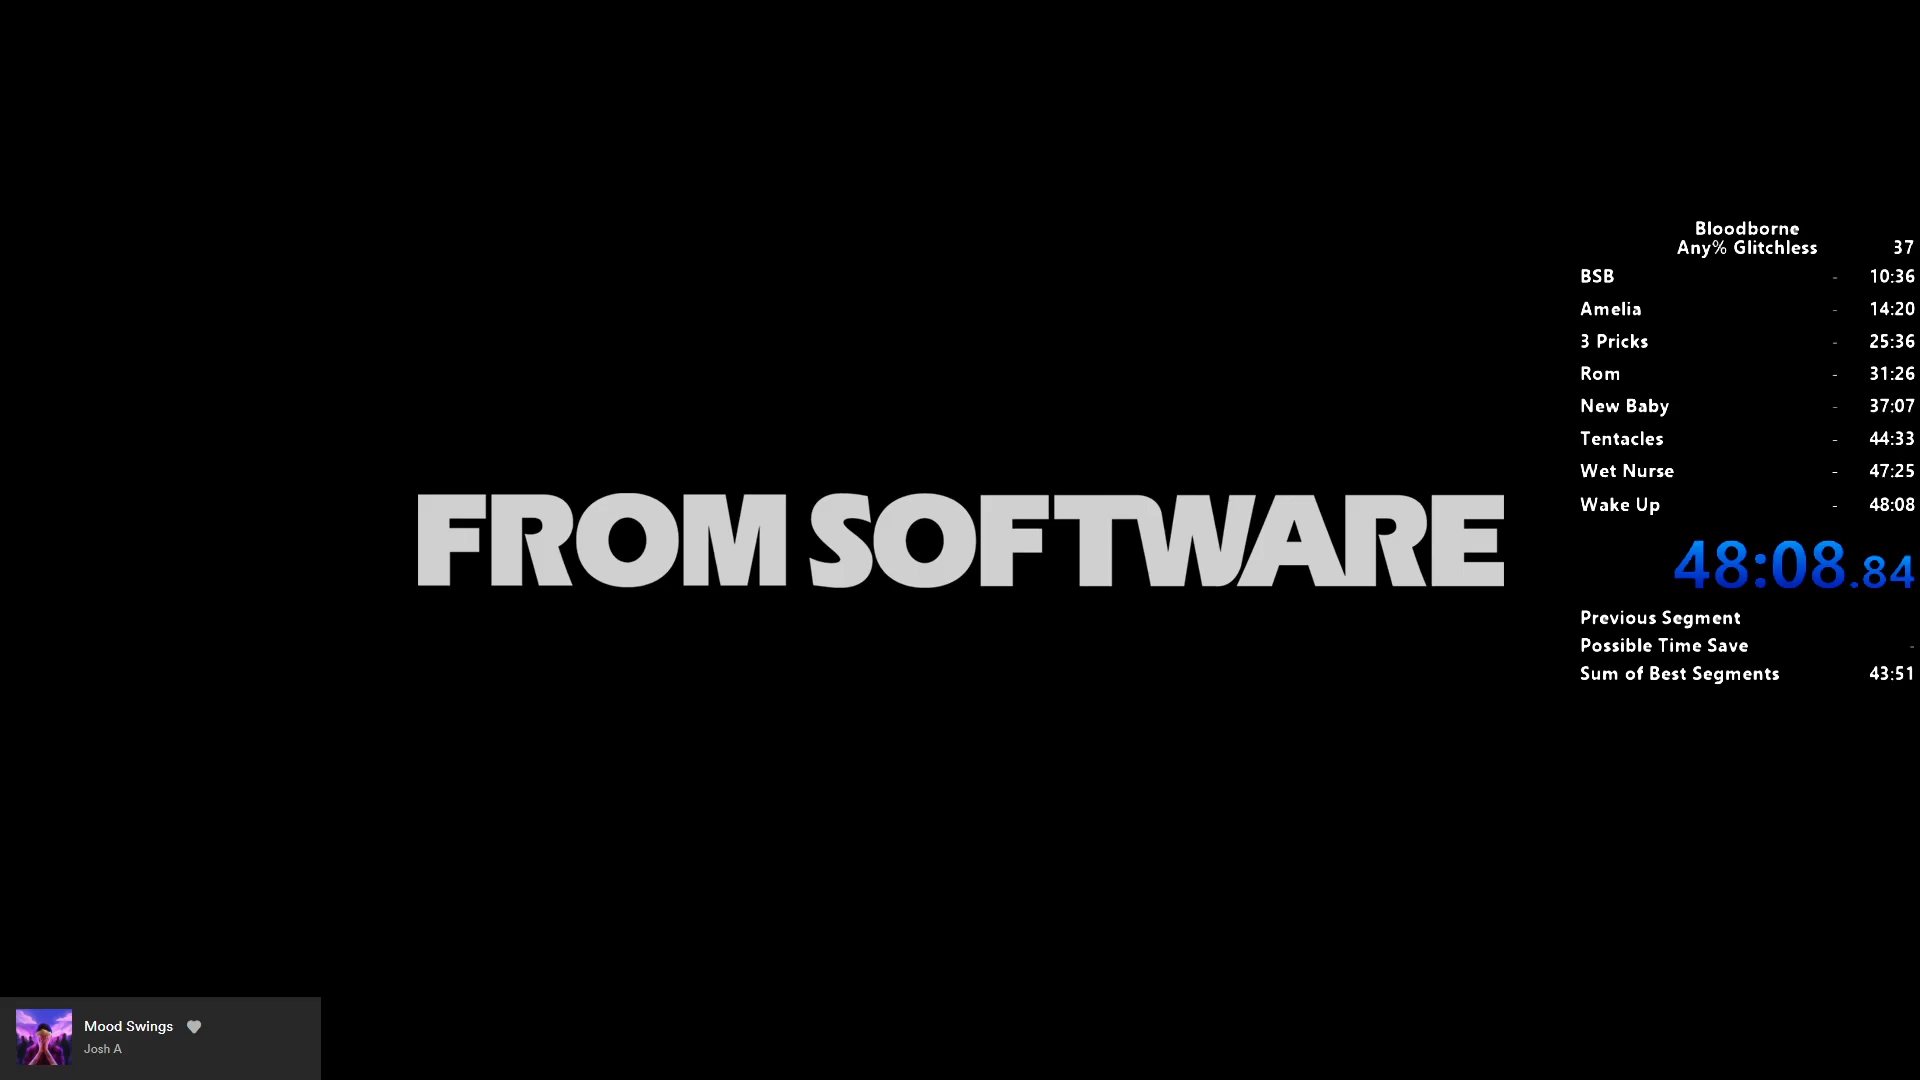 FROM SOFTWARE
Bloodborne
Any% Glitchless 37
BSB - 10:36
Amelia - 14:20
3 Pricks - 25:36
Rom - 31:26
New Baby - 37:07
Tentacles - 44:33
Wet Nurse - 47:25
Wake Up - 48:08
48:08.84
Previous Segment
Possible Time Save -
Sum of Best Segments 43:51
Mood Swings
Josh A